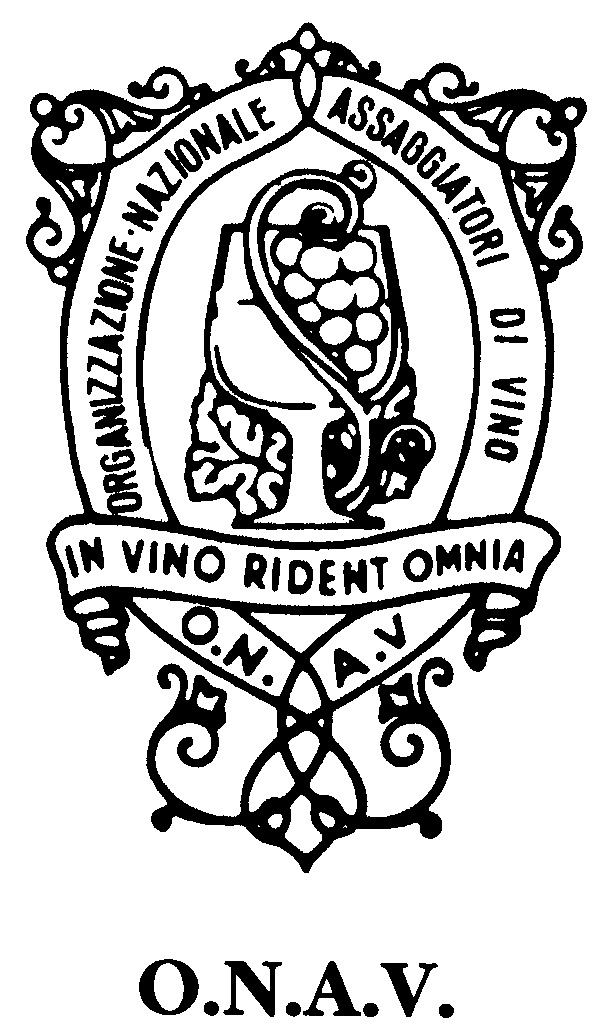 ORGANIZZAZIONE · NAZIONALE ASSAGGIATORI DI VINO
IN VINO RIDENT OMNIA
O.N. A.V
O.N.A.V.